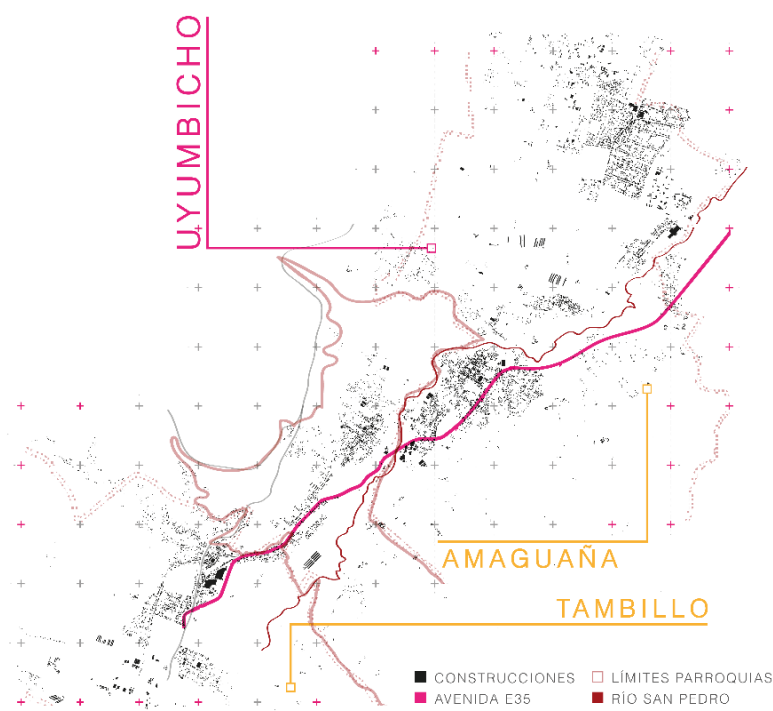 UYUMBICHO
AMAGUAÑA
TAMBILLO
CONSTRUCCIONES
LÍMITES PARROQUIAS
AVENIDA E35
RÍO SAN PEDRO